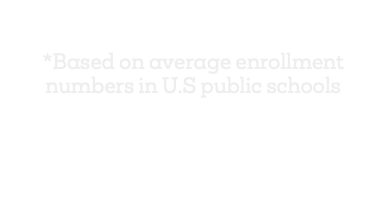 *Based on average enrollment
numbers in U.S public schools